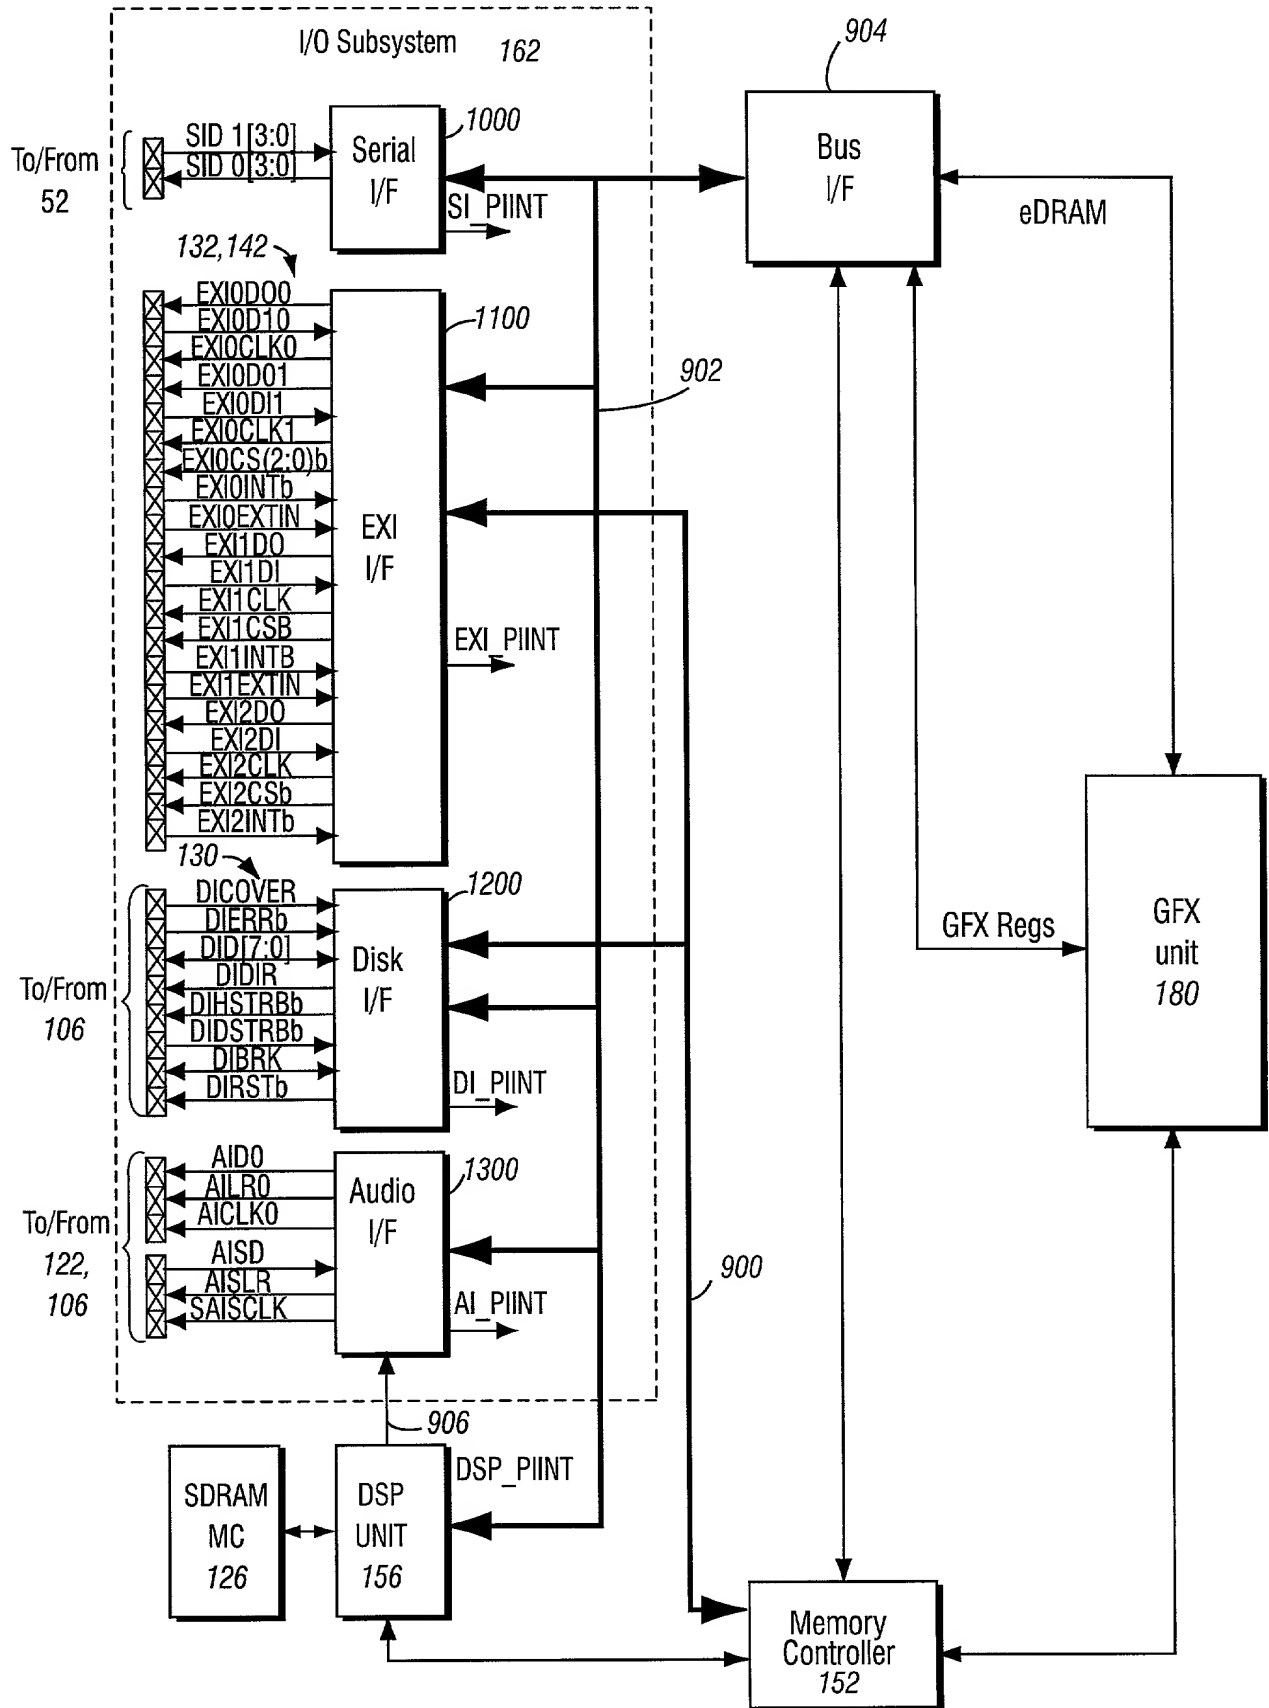 I/O Subsystem
162
904
To/From
52
SID 1[3:0]
SID 0[3:0]
Serial
I/F
1000
SI_PIINT
Bus
I/F
eDRAM
132,142
EXI0DO0
EXI0D10
EXI0CLK0
EXI0D01
EXI0DI1
EXI0CLK1
EXI0CS(2:0)b
EXI0INTb
EXI0EXTIN
EXI1DO
EXI1DI
EXI1CLK
EXI1CSB
EXI1INTB
EXI1EXTIN
EXI2DO
EXI2DI
EXI2CLK
EXI2CSb
EXI2INTb
EXI
I/F
1100
EXI_PIINT
902
130
To/From
106
DICOVER
DIERRb
DID[7:0]
DIDIR
DIHSTRBb
DIDSTRBb
DIBRK
DIRSTb
Disk
I/F
1200
DI_PIINT
GFX Regs
GFX
unit
180
To/From
122,
106
AID0
AILR0
AICLK0
AISD
AISLR
SAISCLK
Audio
I/F
1300
AI_PIINT
900
906
SDRAM
MC
126
DSP
UNIT
156
DSP_PIINT
Memory
Controller
152